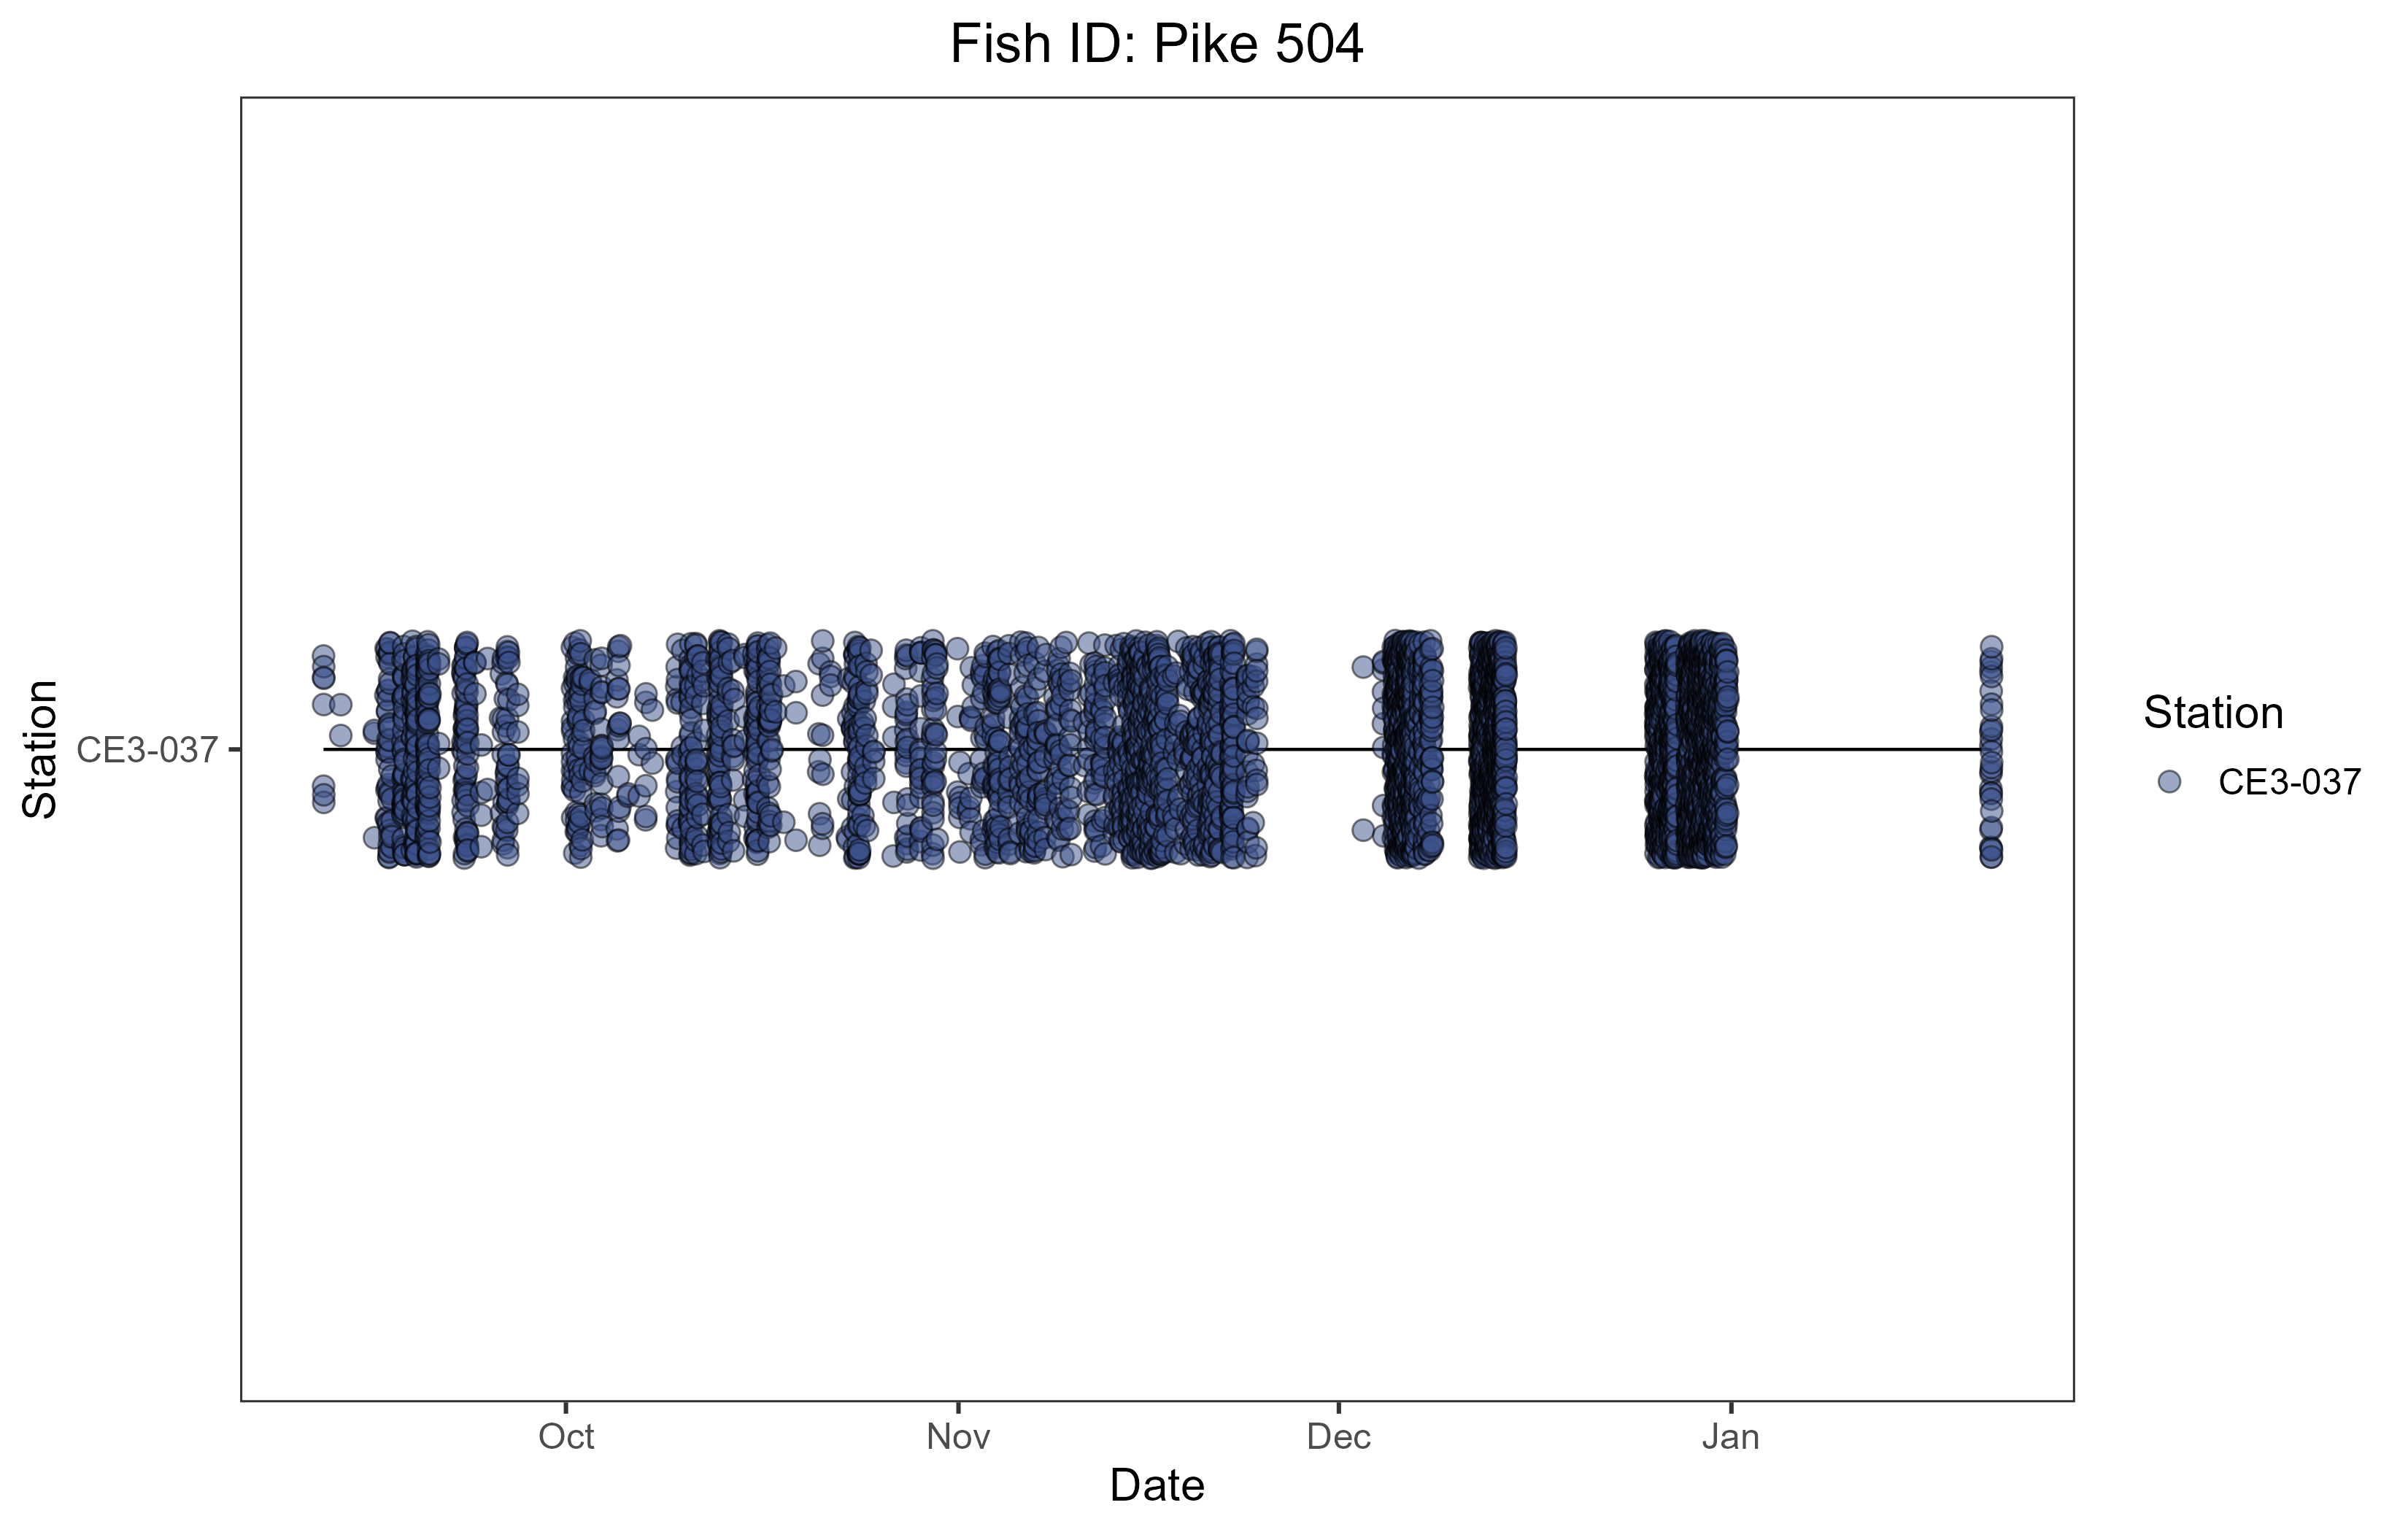 Fish ID: Pike 504
Station
CE3-037
Station
CE3-037
Oct
Nov
Dec
Jan
Date